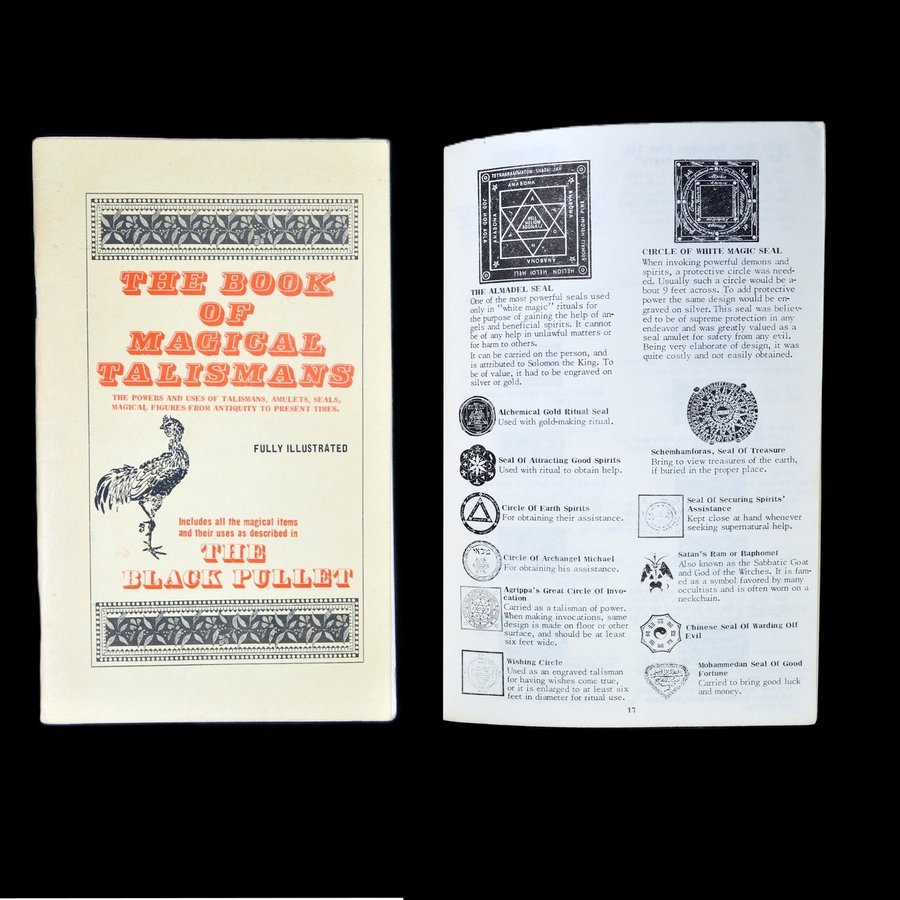 THE BOOK
OF
MAGICAL
TALISMANS
THE POWERS AND USES OF TALISMANS, AMULETS, SEALS,
MAGICAL FIGURES FROM ANTIQUITY TO PRESENT TIMES.
FULLY ILLUSTRATED
Includes all the magical items
and their uses as described in
THE
BLACK PULLET
TETRAGRAMMATON
ANABONA
HELL
HELION
ADONAY
ANABONA
ANABONA
HELION HELOI HELI
THE ALMADEL SEAL
One of the most powerful seals used
only in "white magic" rituals for
the purpose of gaining the help of an-
gels and beneficial spirits. It cannot
be of any help in unlawful matters or
for harm to others.
It can be carried on the person, and
is attributed to Solomon the King. To
be of value, it had to be engraved on
silver or gold.
Alchemical Gold Ritual Seal
Used with gold-making ritual.
Seal Of Attracting Good Spirits
Used with ritual to obtain help.
Circle Of Earth Spirits
For obtaining their assistance.
Circle Of Archangel Michael
For obtaining his assistance.
Agrippa's Great Circle Of Invo-
cation
Carried as a talisman of power.
When making invocations, same
design is made on floor or other
surface, and should be at least
six feet wide.
Wishing Circle
Used as an engraved talisman
for having wishes come true,
or it is enlarged to at least six
feet in diameter for ritual use.
CIRCLE OF WHITE MAGIC SEAL
When invoking powerful demons and
spirits, a protective circle was need-
ed. Usually such a circle would be a-
bout 9 feet across. To add protective
power the same design would be en-
graved on silver. This seal was believ-
ed to be of supreme protection in any
endeavor and was greatly valued as a
seal amulet for safety from any evil.
Being very elaborate of design, it was
quite costly and not easily obtained.
Schemhamforas, Seal Of Treasure
Bring to view treasures of the earth,
if buried in the proper place.
Seal Of Securing Spirits'
Assistance
Kept close at hand whenever
seeking supernatural help.
Satan's Ram or Baphomet
Also known as the Sabbatic Goat
and God of the Witches. It is fam-
ed as a symbol favored by many
occultists and is often worn on a
neckchain.
Chinese Seal Of Warding Off
Evil
Mohammedan Seal Of Good
Fortune
Carried to bring good luck
and money.
17